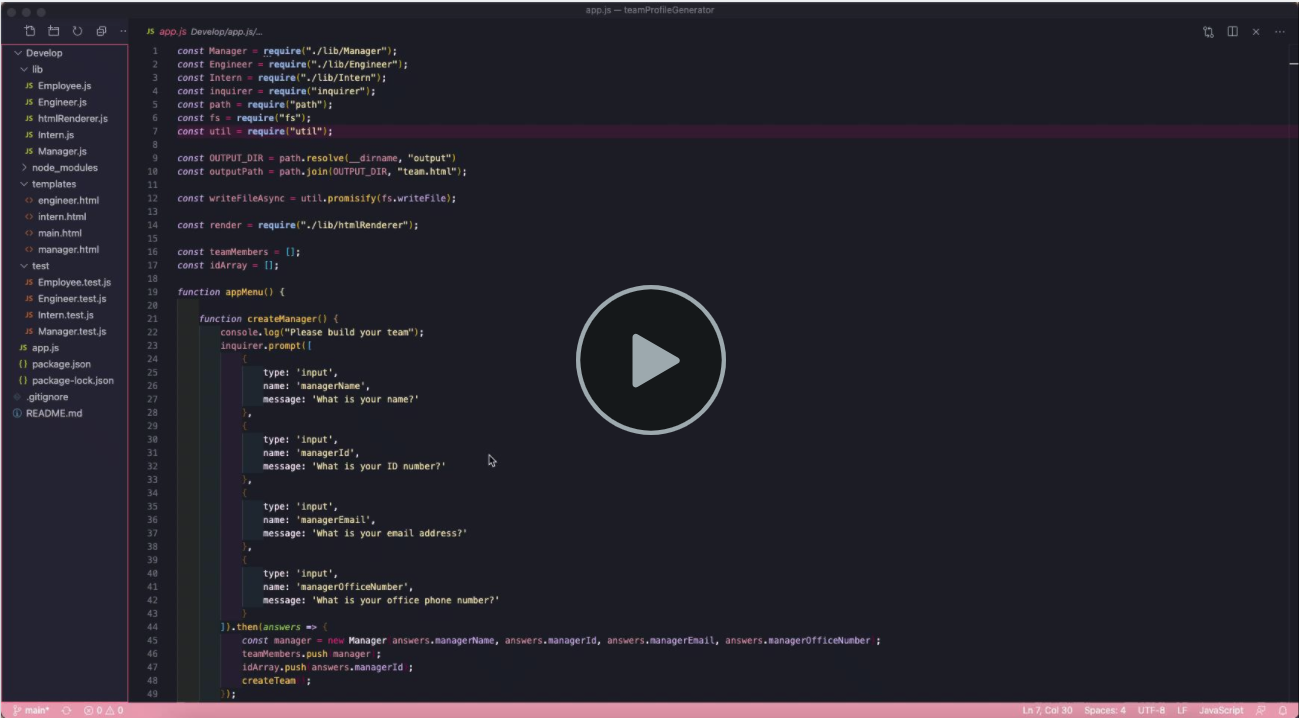 app.js — teamProfileGenerator
JS app.js Develop/app.js/...
Develop
lib
JS Employee.js
JS Engineer.js
JS htmlRenderer.js
JS Intern.js
JS Manager.js
node_modules
templates
<> engineer.html
<> intern.html
<> main.html
<> manager.html
test
JS Employee.test.js
JS Engineer.test.js
JS Intern.test.js
JS Manager.test.js
JS app.js
{} package.json
{} package-lock.json
.gitignore
README.md
1 const Manager = require("./lib/Manager");
2 const Engineer = require("./lib/Engineer");
3 const Intern = require("./lib/Intern");
4 const inquirer = require("inquirer");
5 const path = require("path");
6 const fs = require("fs");
7 const util = require("util");
8
9 const OUTPUT_DIR = path.resolve(__dirname, "output")
10 const outputPath = path.join(OUTPUT_DIR, "team.html");
11
12 const writeFileAsync = util.promisify(fs.writeFile);
13
14 const render = require("./lib/htmlRenderer");
15
16 const teamMembers = [];
17 const idArray = [];
18
19 function appMenu() {
20
21 function createManager() {
22 console.log("Please build your team");
23 inquirer.prompt([
24 {
25 type: 'input',
26 name: 'managerName',
27 message: 'What is your name?'
28 },
29 {
30 type: 'input',
31 name: 'managerId',
32 message: 'What is your ID number?'
33 },
34 {
35 type: 'input',
36 name: 'managerEmail',
37 message: 'What is your email address?'
38 },
39 {
40 type: 'input',
41 name: 'managerOfficeNumber',
42 message: 'What is your office phone number?'
43 }
44 ]).then(answers => {
45 const manager = new Manager(answers.managerName, answers.managerId, answers.managerEmail, answers.managerOfficeNumber);
46 teamMembers.push(manager);
47 idArray.push(answers.managerId);
48 createTeam();
49 });
main* 0 0
Ln 7, Col 30 Spaces: 4 UTF-8 LF JavaScript